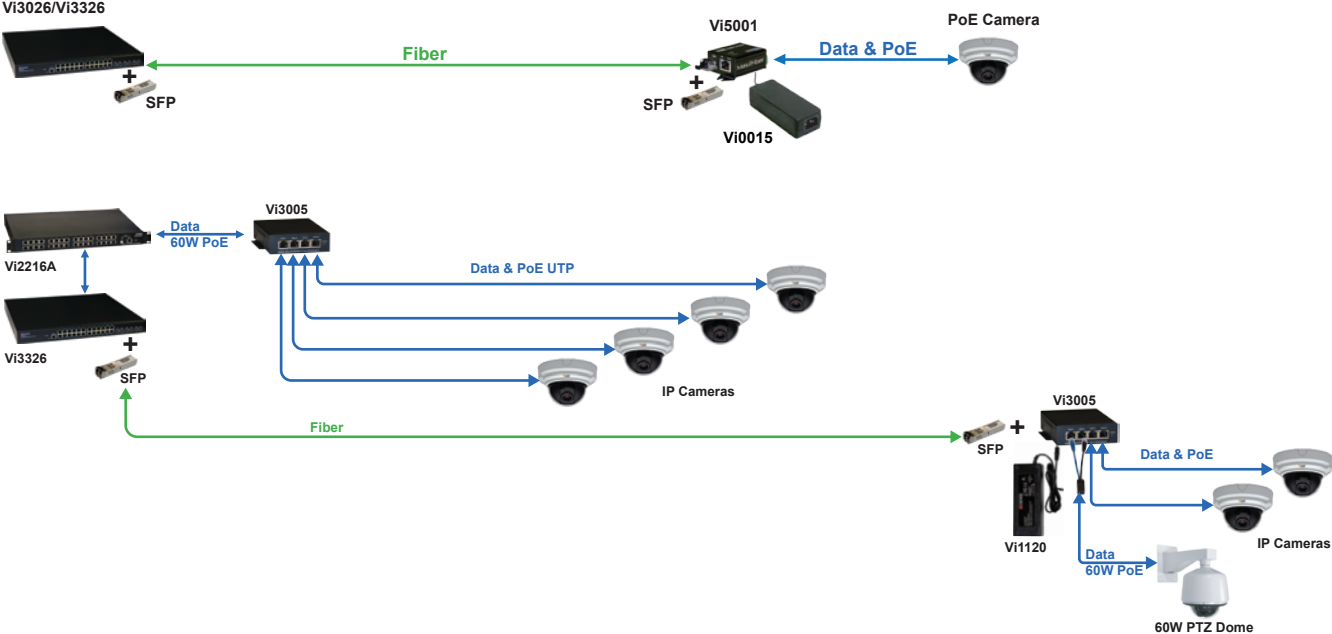 Vi3026/Vi3326
+
SFP
Fiber
Vi5001
+
SFP
Vi0015
Data & PoE
PoE Camera
Vi2216A
Data
60W PoE
Vi3005
Data & PoE UTP
Vi3326
+
SFP
IP Cameras
Fiber
SFP
+
Vi3005
Data & PoE
Vi1120
IP Cameras
Data
60W PoE
60W PTZ Dome